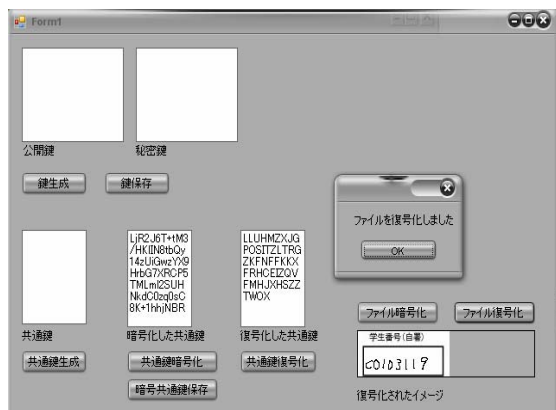 Form1
公開鍵
秘密鍵
鍵生成
鍵保存
ファイルを復号化しました
OK
LjR2J6T+tM3
/HKIIN8tbQy
14zUiGwzYX9
HrbG7XRCP5
TMLml2SUH
NkdC0zq0sC
8K+1hhjNBR
LLUHMZXJG
POSITZLTRG
ZKFNFFKKX
FRHCEIZQV
FMHJXHSZZ
TWOX
ファイル暗号化
ファイル復号化
共通鍵
暗号化した共通鍵
復号化した共通鍵
学生番号(自署)
C0103119
共通鍵生成
共通鍵暗号化
共通鍵復号化
暗号共通鍵保存
復号化されたイメージ